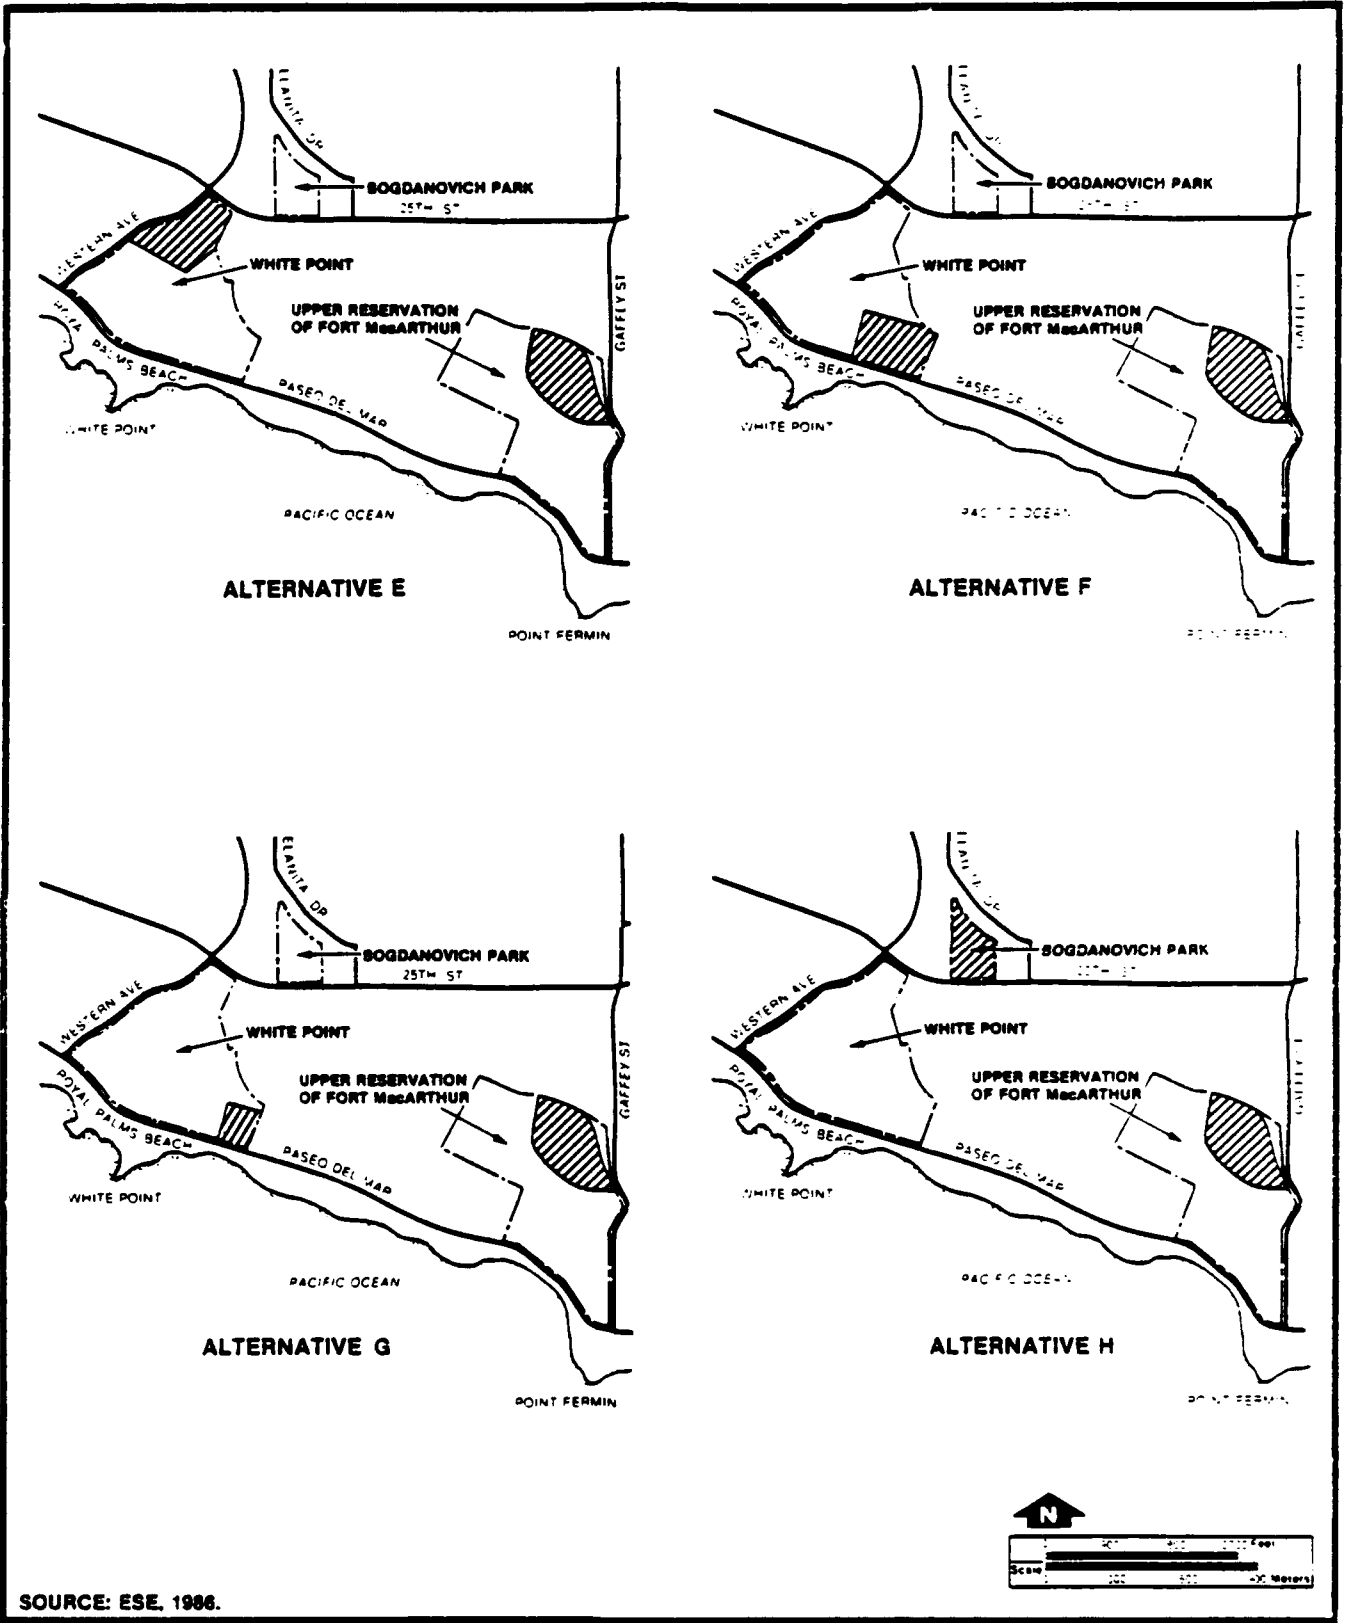 BOGDANOVICH PARK
25TH ST
WESTERN AVE
WHITE POINT
UPPER RESERVATION
OF FORT MacARTHUR
GAFFEY ST
PALMS BEACH
PASEO DEL MAR
WHITE POINT
PACIFIC OCEAN
ALTERNATIVE E
POINT FERMIN
BOGDANOVICH PARK
WESTERN AVE
WHITE POINT
UPPER RESERVATION
OF FORT MacARTHUR
ROYAL PALMS BEACH
PASEO DEL MAR
WHITE POINT
ALTERNATIVE F
ELANITA DR
BOGDANOVICH PARK
25TH ST
WESTERN AVE
WHITE POINT
UPPER RESERVATION
OF FORT MacARTHUR
GAFFEY ST
ROYAL PALMS BEACH
PASEO DEL MAR
WHITE POINT
PACIFIC OCEAN
ALTERNATIVE G
POINT FERMIN
BOGDANOVICH PARK
WESTERN AVE
WHITE POINT
UPPER RESERVATION
OF FORT MacARTHUR
ROYAL PALMS BEACH
PASEO DEL MAR
WHITE POINT
ALTERNATIVE H
N
Feet
Scale
Meters
SOURCE: ESE, 1986.